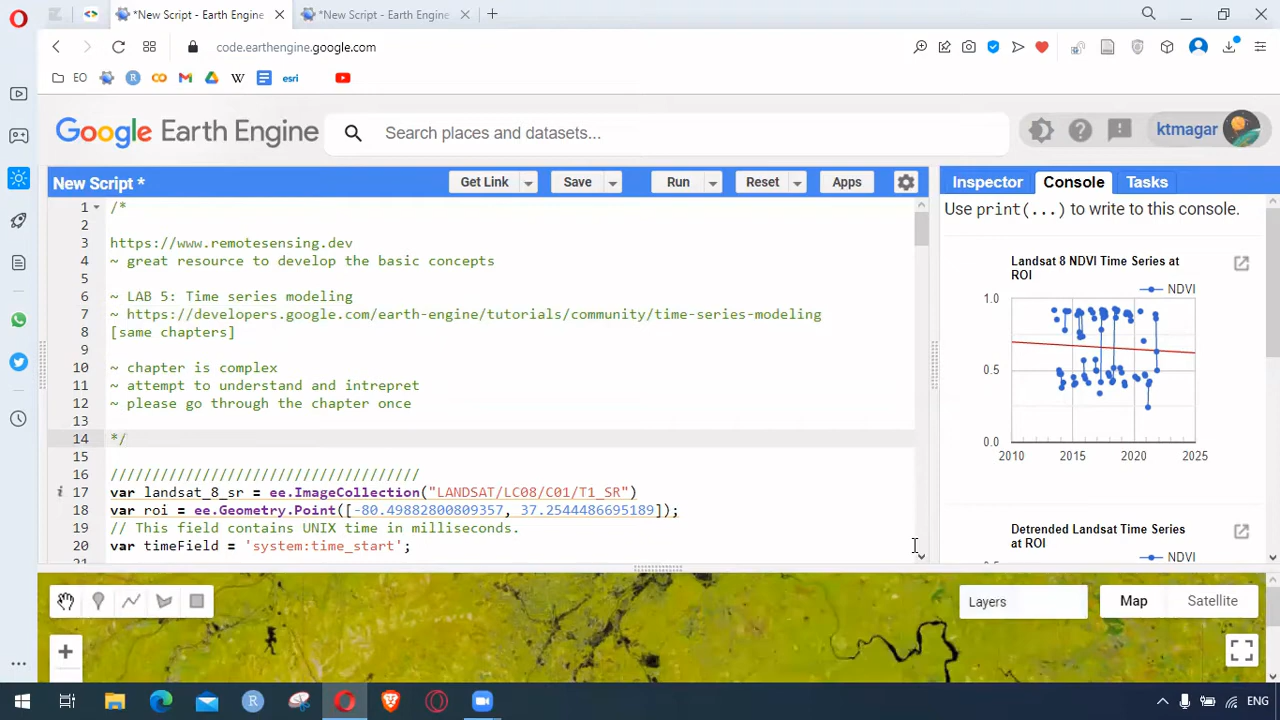 *New Script - Earth Engine
*New Script - Earth Engine
code.earthengine.google.com
EO
esri
Google Earth Engine
Search places and datasets...
ktmagar
New Script *
Get Link
Save
Run
Reset
Apps
Inspector
Console
Tasks
1 /*
2
3 https://www.remotesensing.dev
4 ~ great resource to develop the basic concepts
5
6 ~ LAB 5: Time series modeling
7 ~ https://developers.google.com/earth-engine/tutorials/community/time-series-modeling
8 [same chapters]
9
10 ~ chapter is complex
11 ~ attempt to understand and intrepret
12 ~ please go through the chapter once
13
14 */
15
16 /////////////////////////////////////
17 var landsat_8_sr = ee.ImageCollection("LANDSAT/LC08/C01/T1_SR")
18 var roi = ee.Geometry.Point([-80.49882800809357, 37.2544486695189]);
19 // This field contains UNIX time in milliseconds.
20 var timeField = 'system:time_start';
Use print(...) to write to this console.
Landsat 8 NDVI Time Series at
ROI
NDVI
1.0
0.5
0.0
2010 2015 2020 2025
Detrended Landsat Time Series
at ROI
NDVI
Layers
Map
Satellite
+
ENG